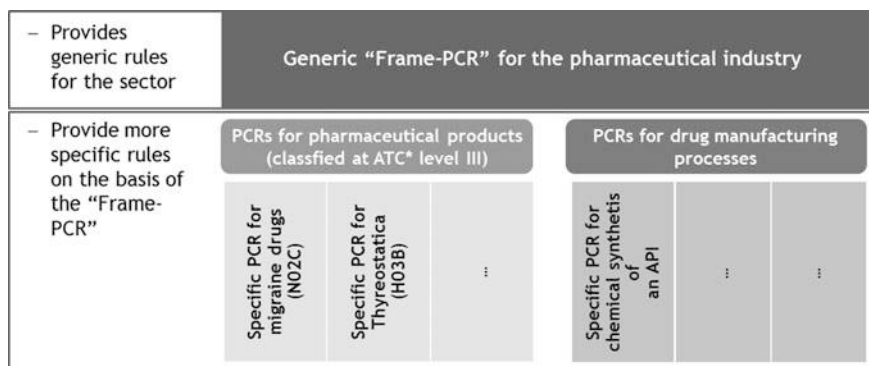 – Provides
generic rules
for the sector
Generic “Frame-PCR” for the pharmaceutical industry
– Provide more
specific rules
on the basis of
the “Frame-
PCR”
PCRs for pharmaceutical products
(classfied at ATC* level III)
PCRs for drug manufacturing
processes
Specific PCR for
migraine drugs
(N02C)
Specific PCR for
Thyreostatica
(H03B)
...
Specific PCR for
chemical synthetis
of
an API
...
...